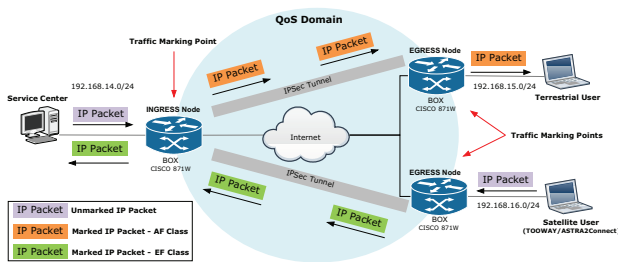 QoS Domain
Traffic Marking Point
EGRESS Node
IP Packet
IP Packet
IP Packet
IPSec Tunnel
192.168.14.0/24
192.168.15.0/24
BOX
CISCO 871W
Terrestrial User
Service Center
INGRESS Node
IP Packet
Internet
Traffic Marking Points
IP Packet
BOX
CISCO 871W
IPSec Tunnel
EGRESS Node
IP Packet
IP Packet
192.168.16.0/24
IP Packet
BOX
CISCO 871W
Satellite User
(TOOWAY/ASTRA2Connect)
IP Packet Unmarked IP Packet
IP Packet Marked IP Packet - AF Class
IP Packet Marked IP Packet - EF Class